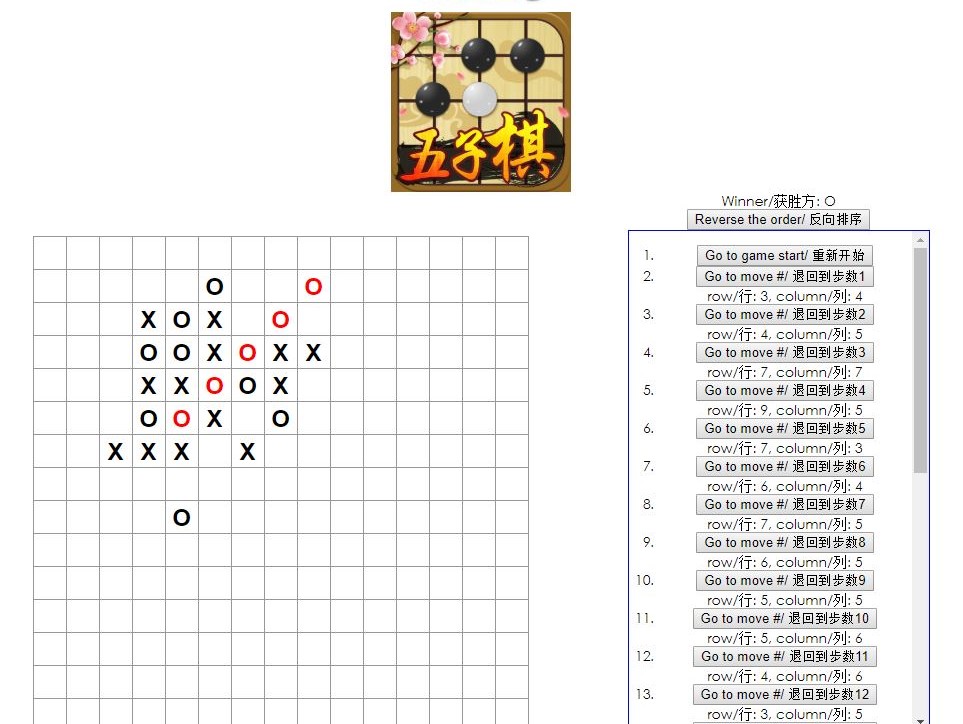 五子棋
Winner/获胜方: O
Reverse the order/ 反向排序
O O
X O X O
O O X O X X
X X O O X
O O X O
X X X X
O
1. Go to game start/ 重新开始
2. Go to move #/ 退回到步数1
row/行: 3, column/列: 4
3. Go to move #/ 退回到步数2
row/行: 4, column/列: 5
4. Go to move #/ 退回到步数3
row/行: 7, column/列: 7
5. Go to move #/ 退回到步数4
row/行: 9, column/列: 5
6. Go to move #/ 退回到步数5
row/行: 7, column/列: 3
7. Go to move #/ 退回到步数6
row/行: 6, column/列: 4
8. Go to move #/ 退回到步数7
row/行: 7, column/列: 5
9. Go to move #/ 退回到步数8
row/行: 6, column/列: 5
10. Go to move #/ 退回到步数9
row/行: 5, column/列: 5
11. Go to move #/ 退回到步数10
row/行: 5, column/列: 6
12. Go to move #/ 退回到步数11
row/行: 4, column/列: 6
13. Go to move #/ 退回到步数12
row/行: 3, column/列: 5